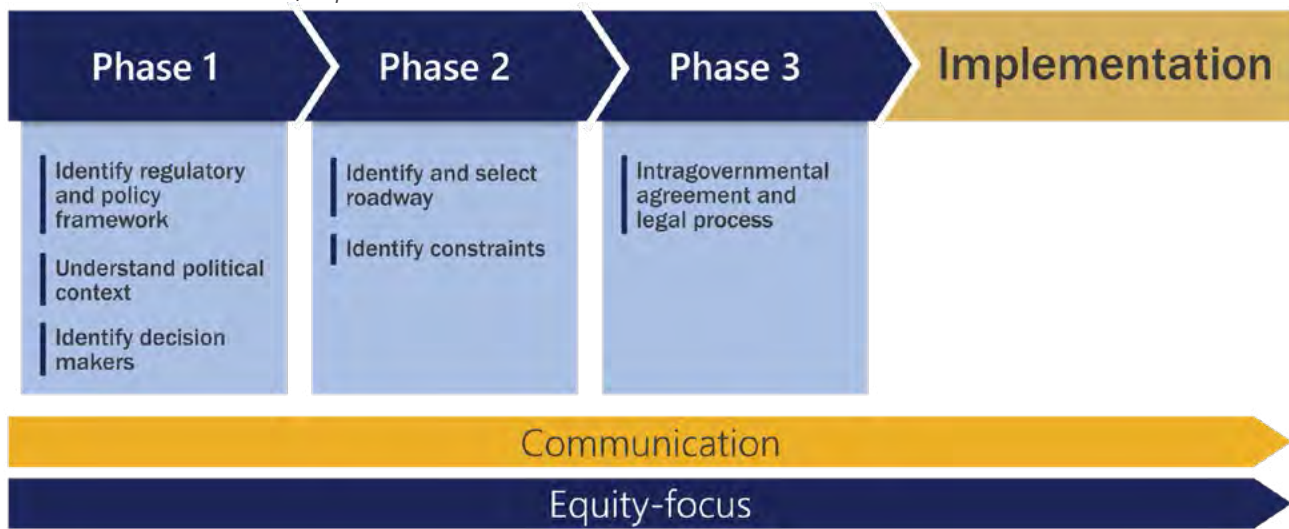 Phase 1
Phase 2
Phase 3
Implementation
Identify regulatory
and policy
framework
Understand political
context
Identify decision
makers
Identify and select
roadway
Identify constraints
Intragovernmental
agreement and
legal process
Communication
Equity-focus